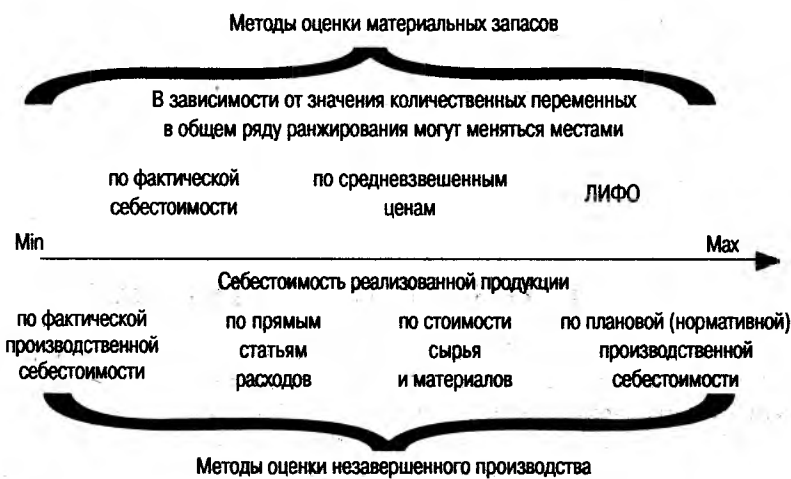 Методы оценки материальных запасов
В зависимости от значения количественных переменных
в общем ряду ранжирования могут меняться местами
по фактической
себестоимости
по средневзвешенным
ценам
ЛИФО
Min
Max
Себестоимость реализованной продукции
по фактической
производственной
себестоимости
по прямым
статьям
расходов
по стоимости
сырья
и материалов
по плановой (нормативной)
производственной
себестоимости
Методы оценки незавершенного производства